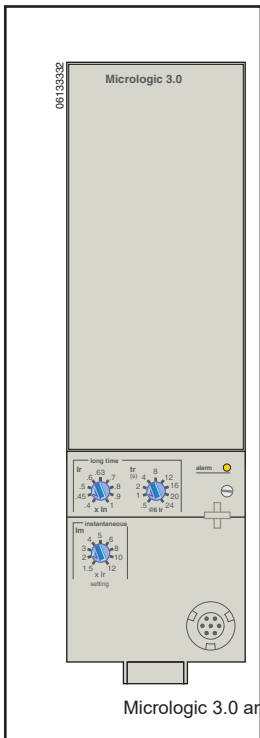 06133332
Micrologic 3.0
long time
Ir
.4
.45
.5
.6
.63
.7
.8
.9
1
x In
tr
(s)
.5
1
2
4
8
12
16
20
24
@6 Ir
alarm
instantaneous
Im
1.5
2
3
4
5
6
8
10
12
x Ir
setting
Micrologic 3.0 an